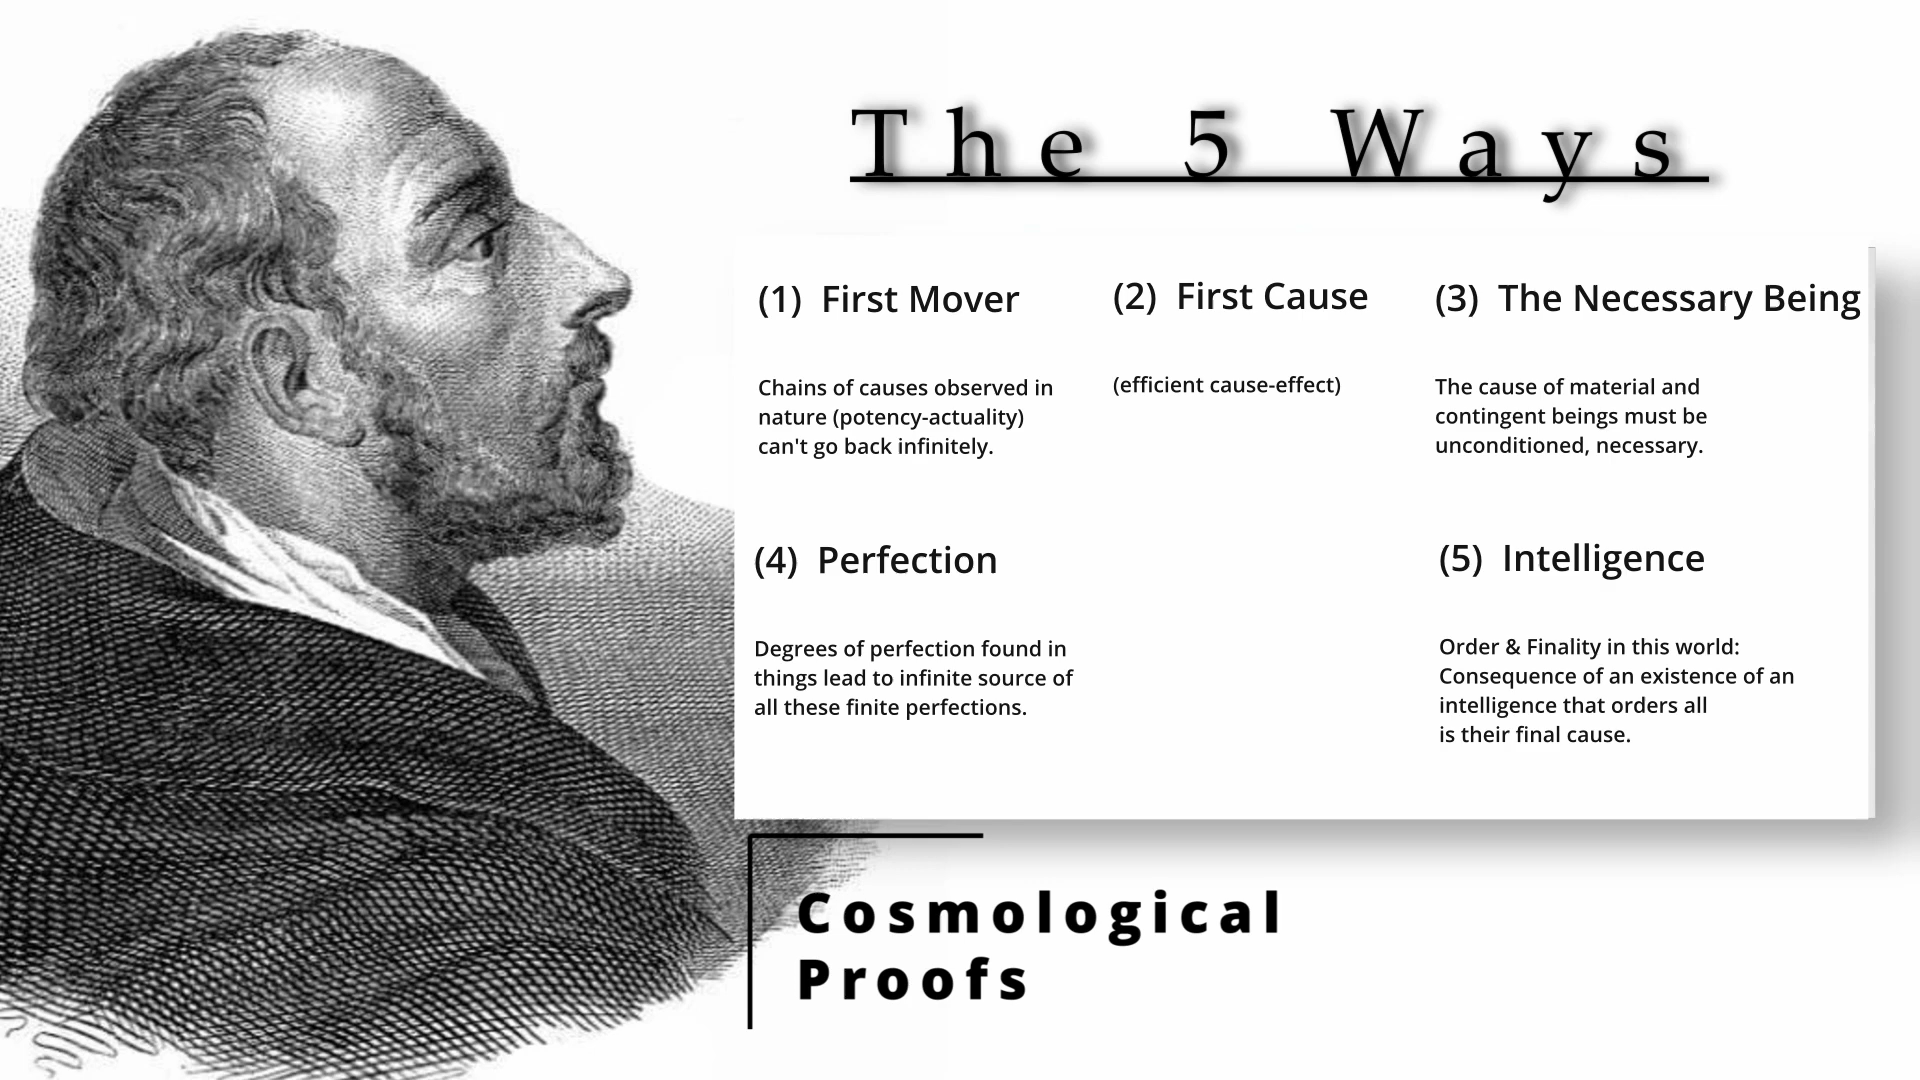 The 5 Ways
(1) First Mover
Chains of causes observed in
nature (potency-actuality)
can't go back infinitely.
(2) First Cause
(efficient cause-effect)
(3) The Necessary Being
The cause of material and
contingent beings must be
unconditioned, necessary.
(4) Perfection
Degrees of perfection found in
things lead to infinite source of
all these finite perfections.
(5) Intelligence
Order & Finality in this world:
Consequence of an existence of an
intelligence that orders all
is their final cause.
Cosmological
Proofs